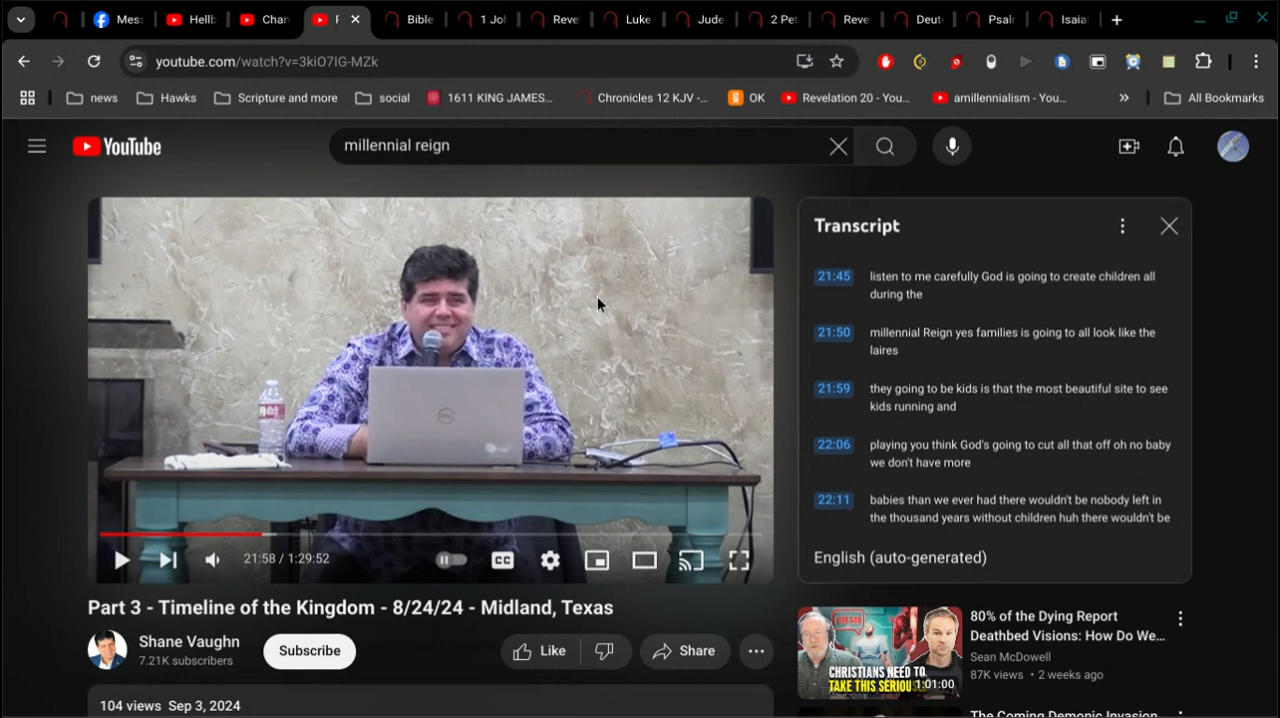 Mess
Hellb
Chan
F
Bible
1 Jol
Reve
Luke
Jude
2 Pet
Reve
Deut
Psalr
Isaia
youtube.com/watch?v=3kiO7IG-MZk
news
Hawks
Scripture and more
social
1611 KING JAMES...
Chronicles 12 KJV -...
OK
Revelation 20 - You...
amillennialism - You...
All Bookmarks
YouTube
millennial reign
Transcript
21:45
listen to me carefully God is going to create children all
during the
21:50
millennial Reign yes families is going to all look like the
laires
21:59
they going to be kids is that the most beautiful site to see
kids running and
22:06
playing you think God's going to cut all that off oh no baby
we don't have more
22:11
babies than we ever had there wouldn't be nobody left in
the thousand years without children huh there wouldn't be
English (auto-generated)
DELL
21:58 / 1:29:52
CC
Part 3 - Timeline of the Kingdom - 8/24/24 - Midland, Texas
Shane Vaughn
7.21K subscribers
Subscribe
Like
Share
104 views Sep 3, 2024
CHRISTIANS NEED TO
TAKE THIS SERIOUS
1:01:00
80% of the Dying Report
Deathbed Visions: How Do We...
Sean McDowell
87K views • 2 weeks ago
The Coming Demonic Invasion